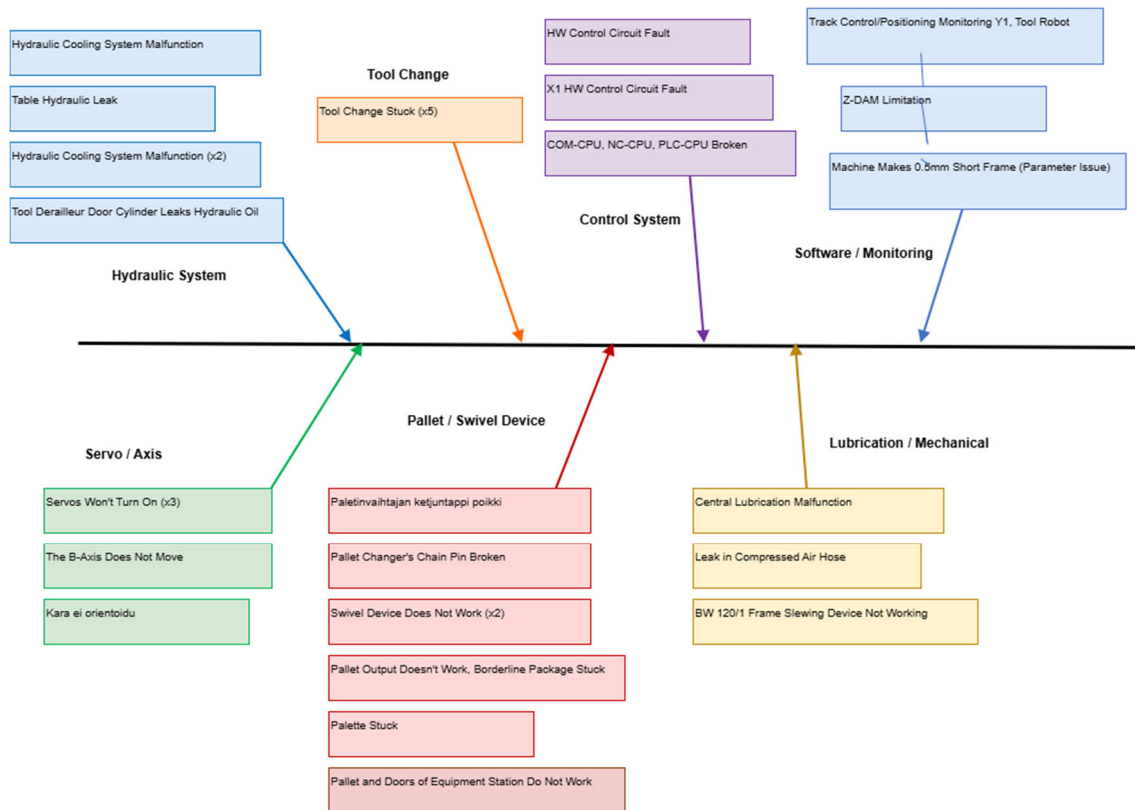 Hydraulic Cooling System Malfunction
Table Hydraulic Leak
Hydraulic Cooling System Malfunction (x2)
Tool Derailleur Door Cylinder Leaks Hydraulic Oil
Hydraulic System
Tool Change
Tool Change Stuck (x5)
HW Control Circuit Fault
X1 HW Control Circuit Fault
COM-CPU, NC-CPU, PLC-CPU Broken
Control System
Track Control/Positioning Monitoring Y1, Tool Robot
Z-DAM Limitation
Machine Makes 0.5mm Short Frame (Parameter Issue)
Software / Monitoring
Servo / Axis
Servos Won't Turn On (x3)
The B-Axis Does Not Move
Kara ei orientoidu
Pallet / Swivel Device
Paletinvaihtajan ketjuntappi poikki
Pallet Changer's Chain Pin Broken
Swivel Device Does Not Work (x2)
Pallet Output Doesn't Work, Borderline Package Stuck
Palette Stuck
Pallet and Doors of Equipment Station Do Not Work
Lubrication / Mechanical
Central Lubrication Malfunction
Leak in Compressed Air Hose
BW 120/1 Frame Slewing Device Not Working